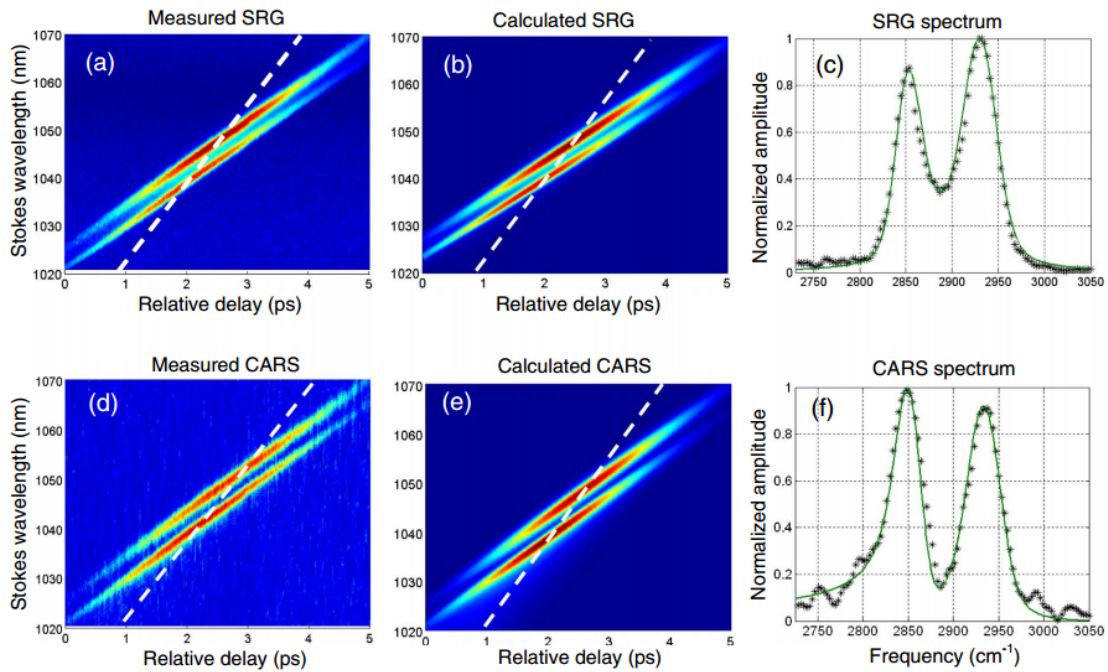 Measured SRG
Calculated SRG
SRG spectrum
(a)
(b)
(c)
Stokes wavelength (nm)
1070
1060
1050
1040
1030
1020
0 1 2 3 4 5
Relative delay (ps)
1070
1060
1050
1040
1030
1020
0 1 2 3 4 5
Relative delay (ps)
Normalized amplitude
1
0.8
0.6
0.4
0.2
0
2750 2800 2850 2900 2950 3000 3050
Measured CARS
Calculated CARS
CARS spectrum
(d)
(e)
(f)
Stokes wavelength (nm)
1070
1060
1050
1040
1030
1020
0 1 2 3 4 5
Relative delay (ps)
1070
1060
1050
1040
1030
1020
0 1 2 3 4 5
Relative delay (ps)
Normalized amplitude
1
0.8
0.6
0.4
0.2
0
2750 2800 2850 2900 2950 3000 3050
Frequency (cm⁻¹)